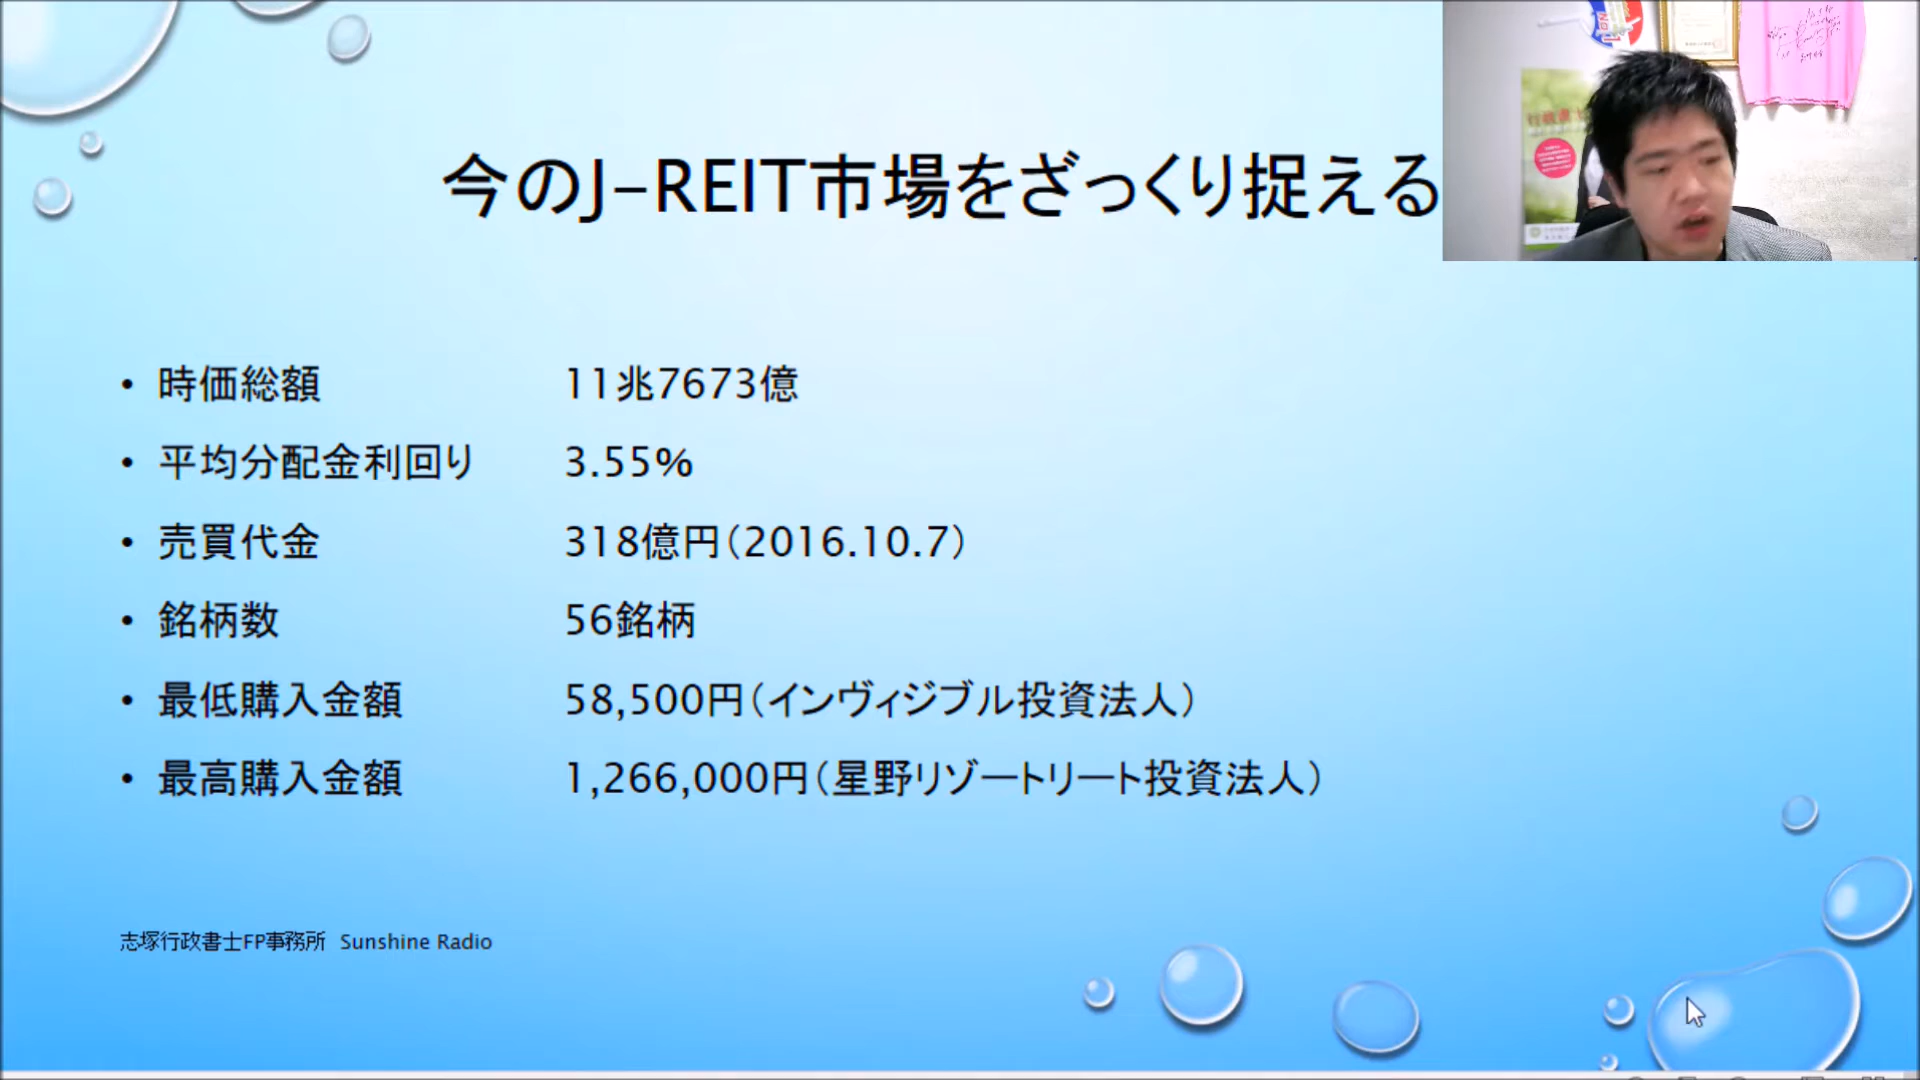 今のJ-REIT市場をざっくり捉える
• 時価総額 11兆7673億
• 平均分配金利回り 3.55%
• 売買代金 318億円(2016.10.7)
• 銘柄数 56銘柄
• 最低購入金額 58,500円(インヴィジブル投資法人)
• 最高購入金額 1,266,000円(星野リゾートリート投資法人)
志塚行政書士FP事務所 Sunshine Radio